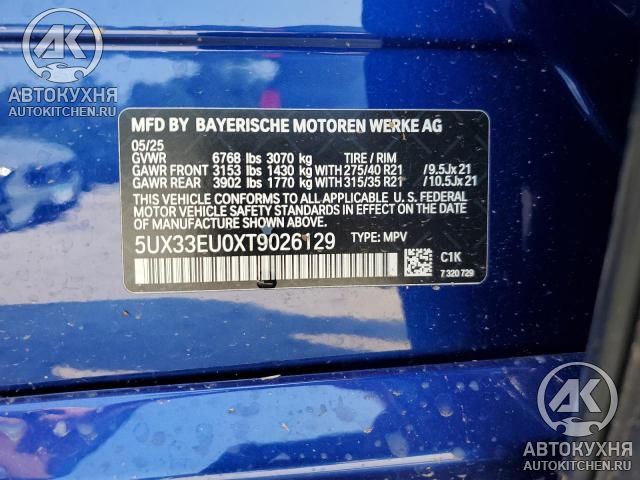 AK
АВТОКУХНЯ
AUTOKITCHEN.RU
MFD BY BAYERISCHE MOTOREN WERKE AG
05/25
GVWR 6768 lbs 3070 kg TIRE / RIM
GAWR FRONT 3153 lbs 1430 kg WITH 275/40 R21 / 9.5Jx 21
GAWR REAR 3902 lbs 1770 kg WITH 315/35 R21 / 10.5Jx 21
THIS VEHICLE CONFORMS TO ALL APPLICABLE U. S. FEDERAL
MOTOR VEHICLE SAFETY STANDARDS IN EFFECT ON THE DATE
OF MANUFACTURE SHOWN ABOVE.
5UX33EU0XT9026129 TYPE: MPV
C1K
7 320 729
AK
АВТОКУХНЯ
AUTOKITCHEN.RU